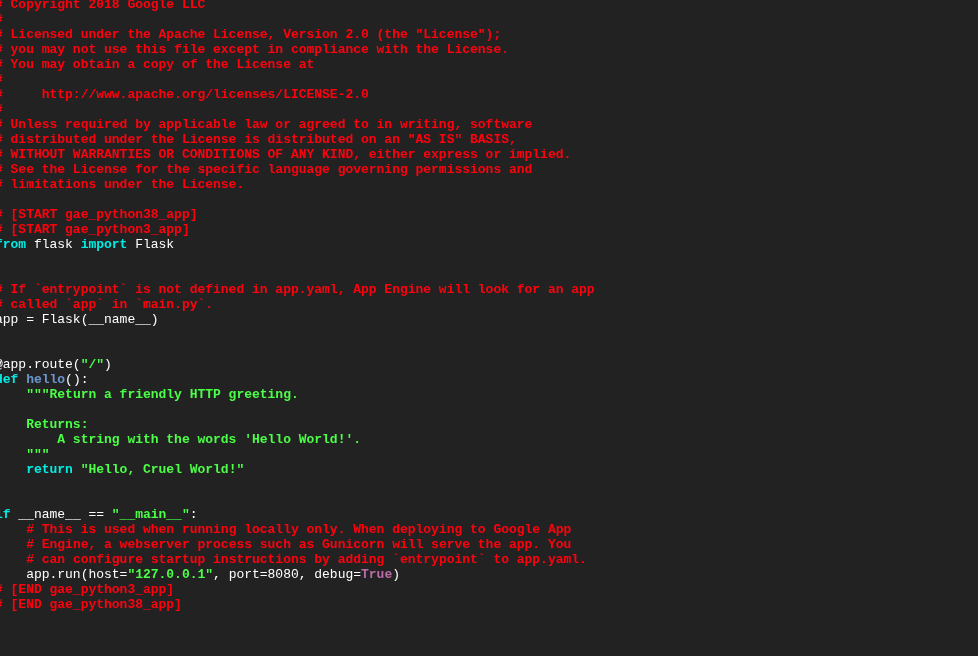 # Copyright 2018 Google LLC
#
# Licensed under the Apache License, Version 2.0 (the "License");
# you may not use this file except in compliance with the License.
# You may obtain a copy of the License at
#
#     http://www.apache.org/licenses/LICENSE-2.0
#
# Unless required by applicable law or agreed to in writing, software
# distributed under the License is distributed on an "AS IS" BASIS,
# WITHOUT WARRANTIES OR CONDITIONS OF ANY KIND, either express or implied.
# See the License for the specific language governing permissions and
# limitations under the License.

# [START gae_python38_app]
# [START gae_python3_app]
from flask import Flask


# If `entrypoint` is not defined in app.yaml, App Engine will look for an app
# called `app` in `main.py`.
app = Flask(__name__)


@app.route("/")
def hello():
    """Return a friendly HTTP greeting.

    Returns:
        A string with the words 'Hello World!'.
    """
    return "Hello, Cruel World!"


if __name__ == "__main__":
    # This is used when running locally only. When deploying to Google App
    # Engine, a webserver process such as Gunicorn will serve the app. You
    # can configure startup instructions by adding `entrypoint` to app.yaml.
    app.run(host="127.0.0.1", port=8080, debug=True)
# [END gae_python3_app]
# [END gae_python38_app]